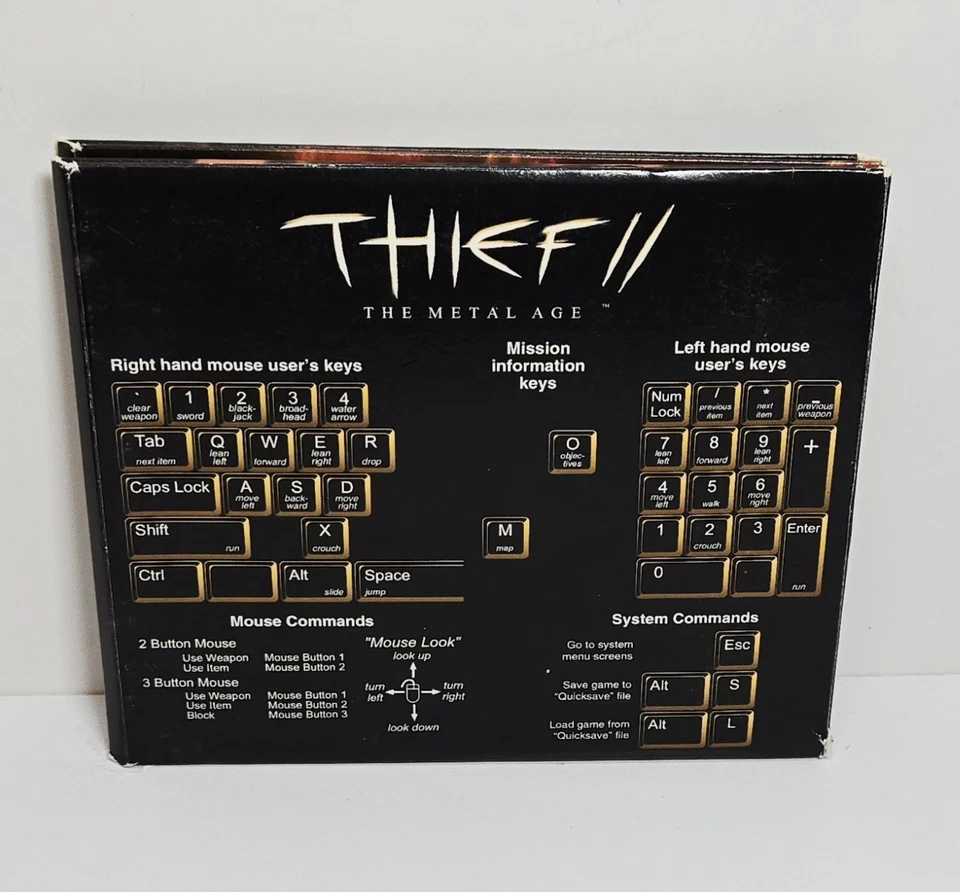 THIEF II
THE METAL AGE ™
Right hand mouse user's keys
` clear weapon
1 sword
2 black-jack
3 broad-head
4 water arrow
Tab next item
Q lean left
W forward
E lean right
R drop
Caps Lock
A move left
S back-ward
D move right
Shift run
X crouch
Ctrl
Alt slide
Space jump
Mission
information
keys
O objec-tives
M map
Left hand mouse
user's keys
Num Lock
/ previous item
* next item
- previous weapon
7 lean left
8 forward
9 lean right
+
4 move left
5 walk
6 move right
1
2 crouch
3
Enter run
0
.
Mouse Commands
2 Button Mouse
Use Weapon Mouse Button 1
Use Item Mouse Button 2
3 Button Mouse
Use Weapon Mouse Button 1
Use Item Mouse Button 2
Block Mouse Button 3
"Mouse Look"
look up
turn left
turn right
look down
System Commands
Go to system
menu screens
Esc
Save game to
"Quicksave" file
Alt S
Load game from
"Quicksave" file
Alt L